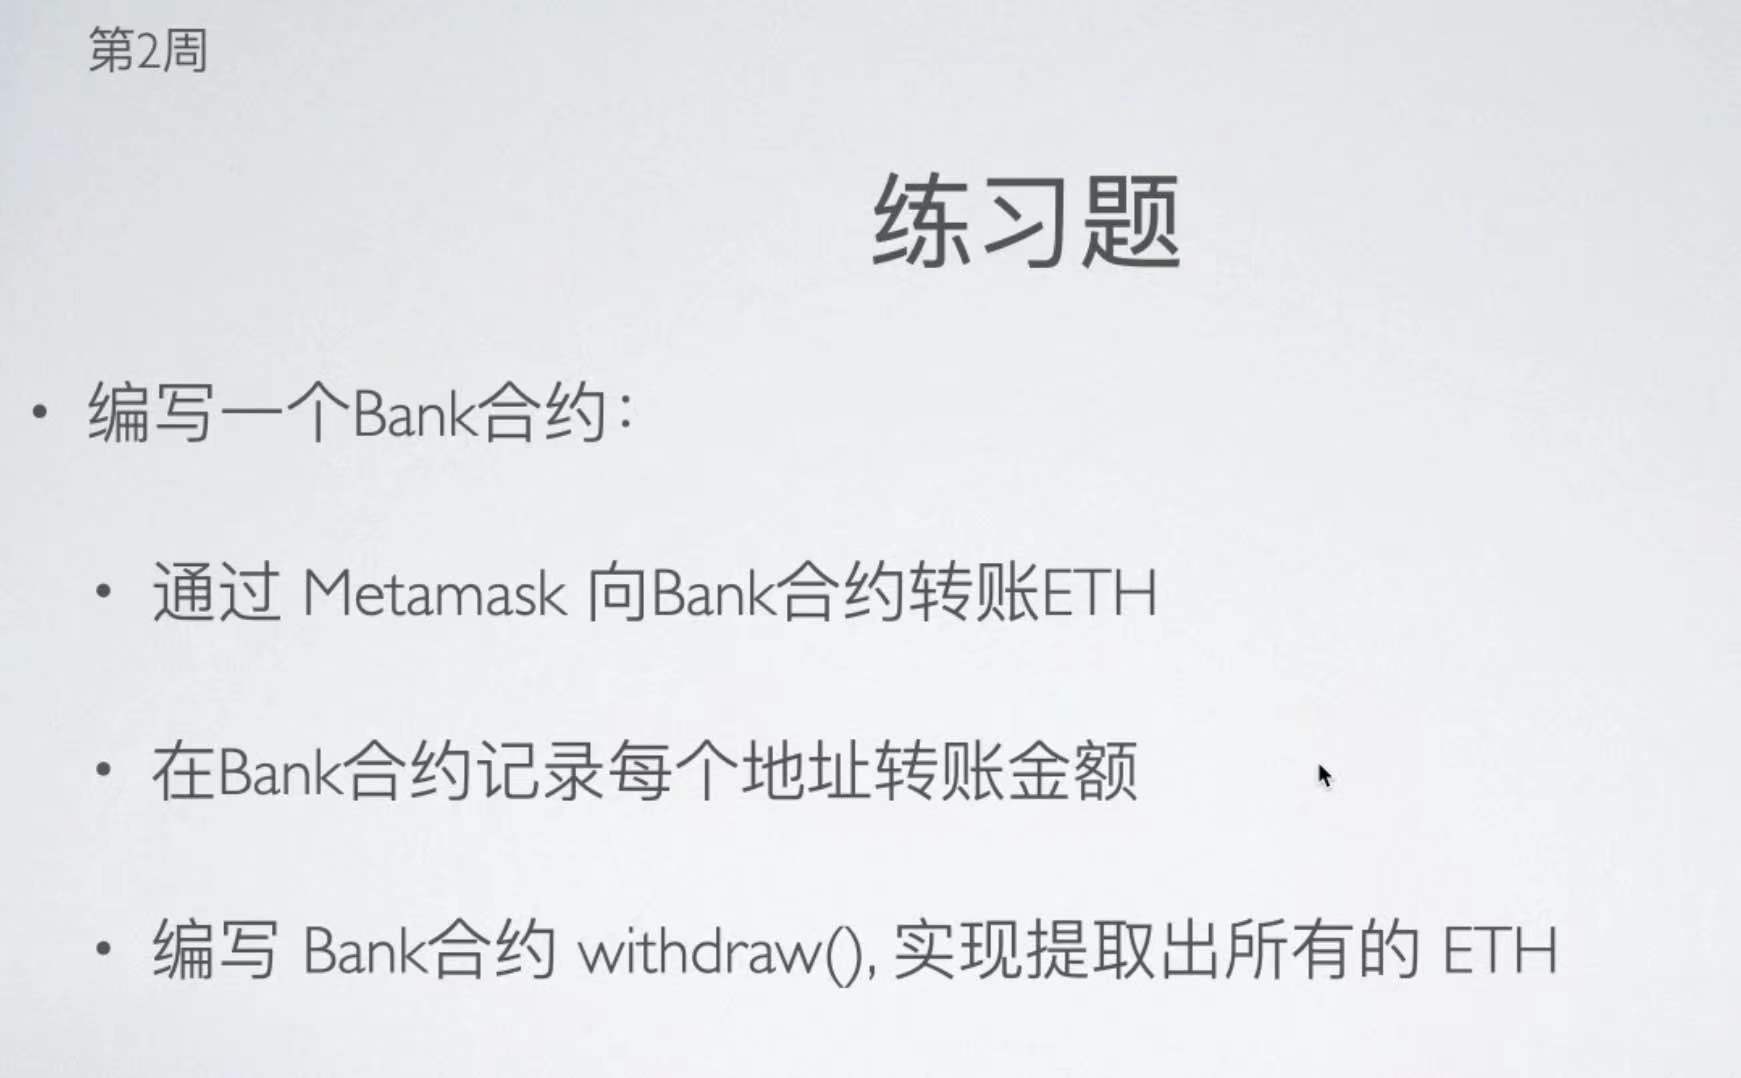 第2周
练习题
• 编写一个Bank合约：
• 通过 Metamask 向Bank合约转账ETH
• 在Bank合约记录每个地址转账金额
• 编写 Bank合约 withdraw(), 实现提取出所有的 ETH